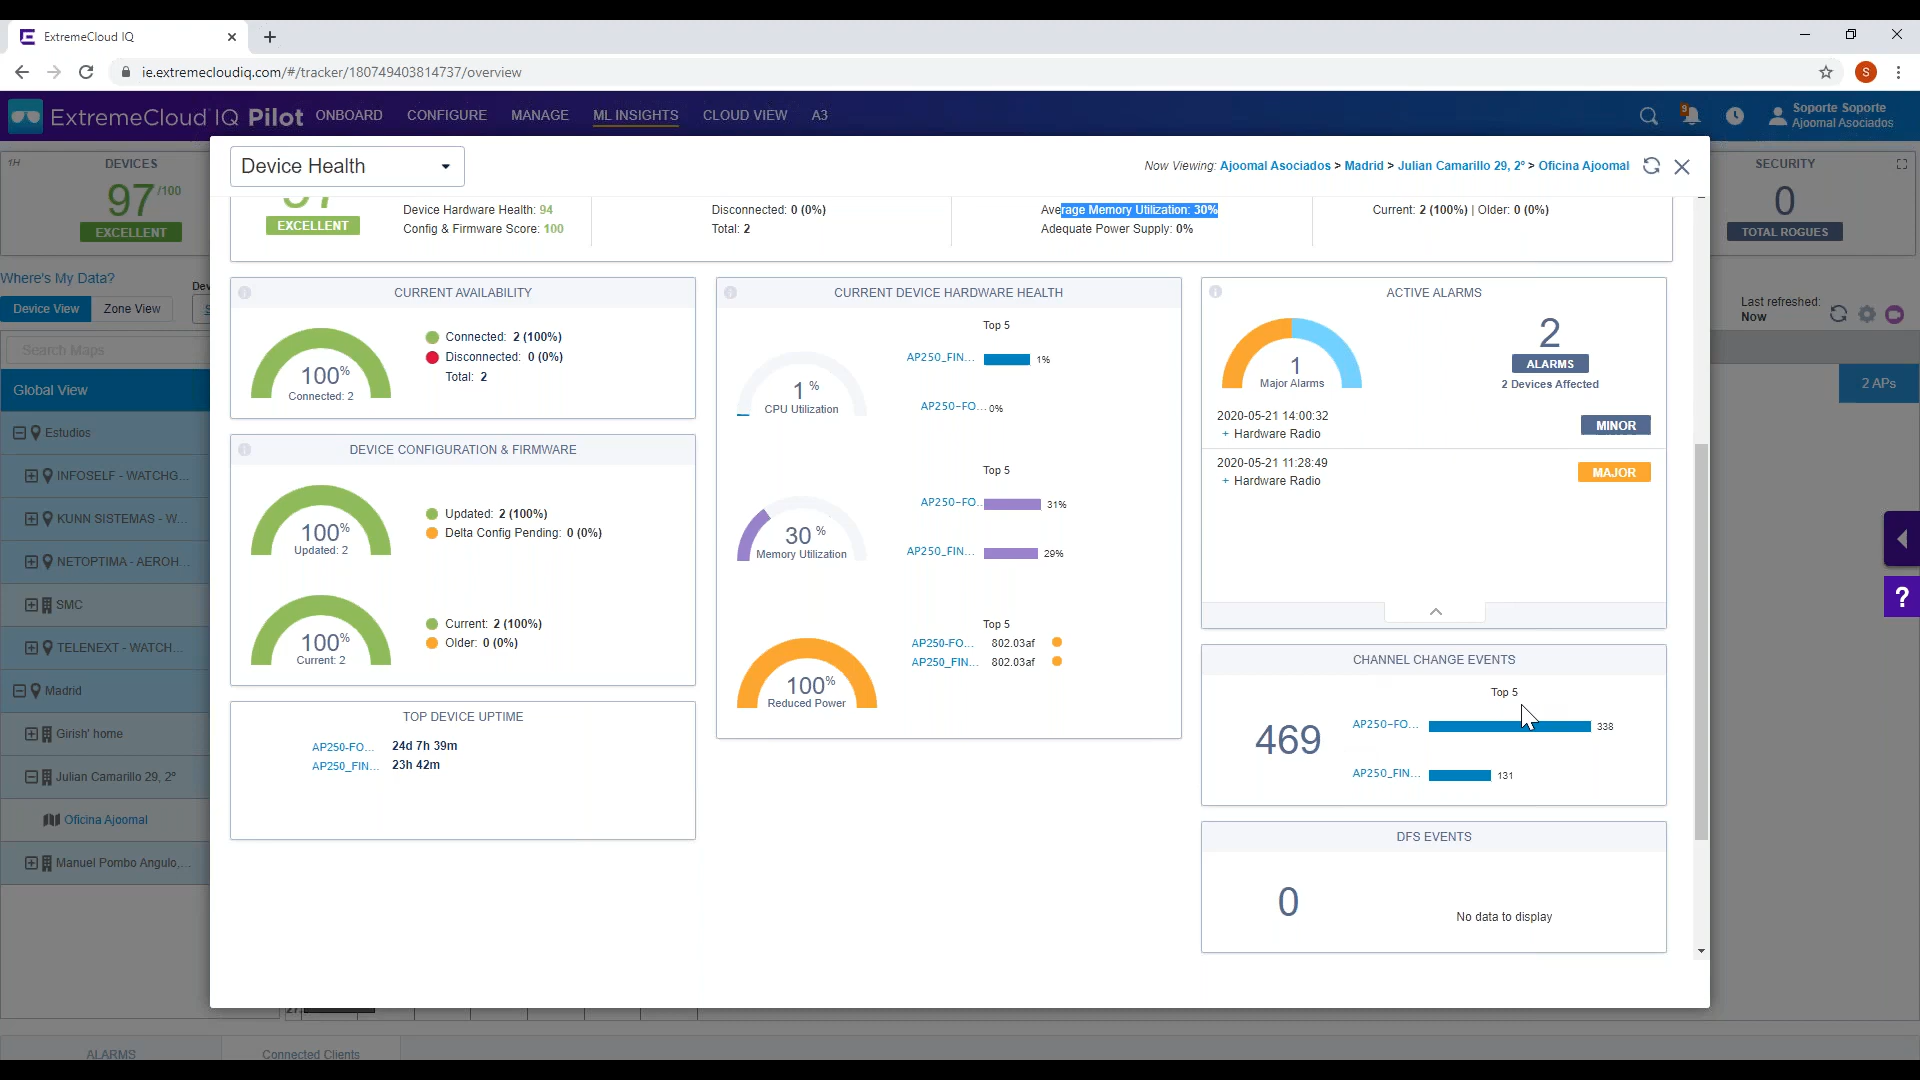 ExtremeCloud IQ
ie.extremecloudiq.com/#/tracker/180749403814737/overview
S
ExtremeCloud IQ Pilot
ONBOARD
CONFIGURE
MANAGE
ML INSIGHTS
CLOUD VIEW
A3
9
Soporte Soporte
Ajoomal Asociados
1H
DEVICES
97/100
EXCELLENT
SECURITY
0
TOTAL ROGUES
Where's My Data?
Device View
Zone View
Last refreshed:
Now
Search Maps
Global View
Estudios
INFOSELF - WATCHG...
KUNN SISTEMAS - W...
NETOPTIMA - AEROH...
SMC
TELENEXT - WATCH...
Madrid
Girish' home
Julian Camarillo 29, 2º
Oficina Ajoomal
Manuel Pombo Angulo,...
2 APs
?
Device Health
Now Viewing: Ajoomal Asociados > Madrid > Julian Camarillo 29, 2º > Oficina Ajoomal
EXCELLENT
Device Hardware Health: 94
Config & Firmware Score: 100
Disconnected: 0 (0%)
Total: 2
Average Memory Utilization: 30%
Adequate Power Supply: 0%
Current: 2 (100%) | Older: 0 (0%)
CURRENT AVAILABILITY
100%
Connected: 2
Connected: 2 (100%)
Disconnected: 0 (0%)
Total: 2
DEVICE CONFIGURATION & FIRMWARE
100%
Updated: 2
Updated: 2 (100%)
Delta Config Pending: 0 (0%)
100%
Current: 2
Current: 2 (100%)
Older: 0 (0%)
TOP DEVICE UPTIME
AP250-FO... 24d 7h 39m
AP250_FIN... 23h 42m
CURRENT DEVICE HARDWARE HEALTH
Top 5
1 %
CPU Utilization
AP250_FIN... 1%
AP250-FO... 0%
Top 5
30 %
Memory Utilization
AP250-FO... 31%
AP250_FIN... 29%
Top 5
100%
Reduced Power
AP250-FO... 802.03af
AP250_FIN... 802.03af
ACTIVE ALARMS
1
Major Alarms
2
ALARMS
2 Devices Affected
2020-05-21 14:00:32
+ Hardware Radio
MINOR
2020-05-21 11:28:49
+ Hardware Radio
MAJOR
CHANNEL CHANGE EVENTS
Top 5
469
AP250-FO... 338
AP250_FIN... 131
DFS EVENTS
0
No data to display
ALARMS
Connected Clients